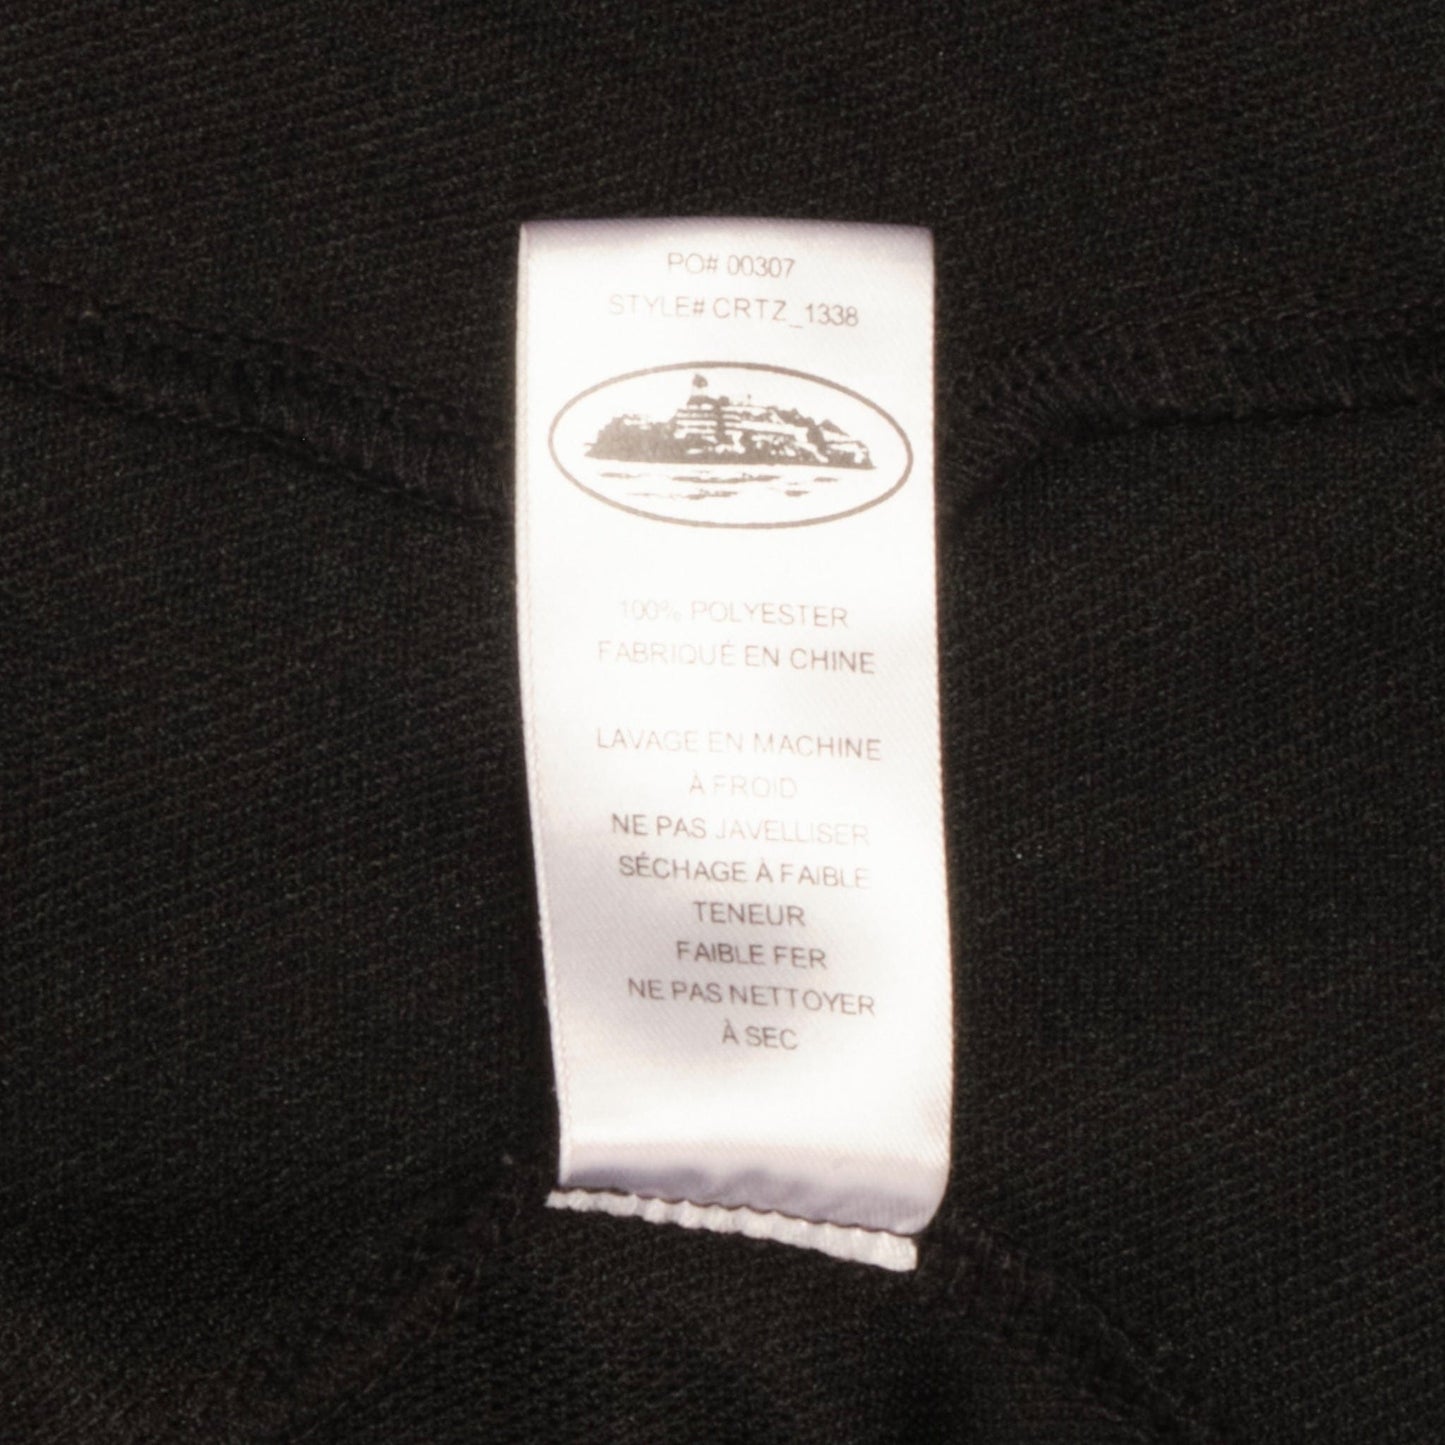 PO# 00307
STYLE# CRTZ_1338
100% POLYESTER
FABRIQUÉ EN CHINE
LAVAGE EN MACHINE
À FROID
NE PAS JAVELLISER
SÉCHAGE À FAIBLE
TENEUR
FAIBLE FER
NE PAS NETTOYER
À SEC